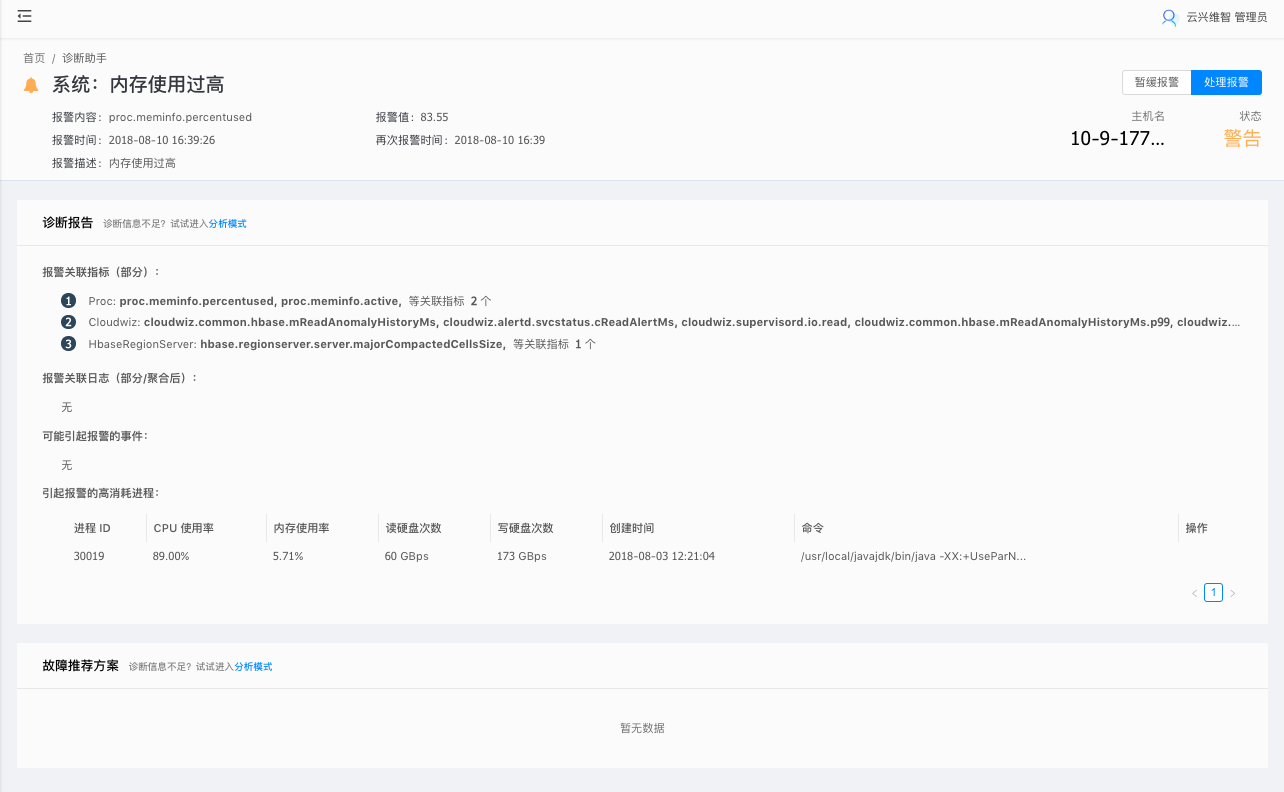 云兴维智 管理员
首页 / 诊断助手
系统：内存使用过高
暂缓报警 处理报警
报警内容：proc.meminfo.percentused 报警值：83.55
主机名 状态
报警时间：2018-08-10 16:39:26 再次报警时间：2018-08-10 16:39
10-9-177... 警告
报警描述：内存使用过高
诊断报告 诊断信息不足？试试进入分析模式
报警关联指标（部分）：
1 Proc: proc.meminfo.percentused, proc.meminfo.active, 等关联指标 2 个
2 Cloudwiz: cloudwiz.common.hbase.mReadAnomalyHistoryMs, cloudwiz.alertd.svcstatus.cReadAlertMs, cloudwiz.supervisord.io.read, cloudwiz.common.hbase.mReadAnomalyHistoryMs.p99, cloudwiz....
3 HbaseRegionServer: hbase.regionserver.server.majorCompactedCellsSize, 等关联指标 1 个
报警关联日志（部分/聚合后）：
无
可能引起报警的事件：
无
引起报警的高消耗进程：
进程 ID CPU 使用率 内存使用率 读硬盘次数 写硬盘次数 创建时间 命令 操作
30019 89.00% 5.71% 60 GBps 173 GBps 2018-08-03 12:21:04 /usr/local/javajdk/bin/java -XX:+UseParN...
< 1 >
故障推荐方案 诊断信息不足？试试进入分析模式
暂无数据